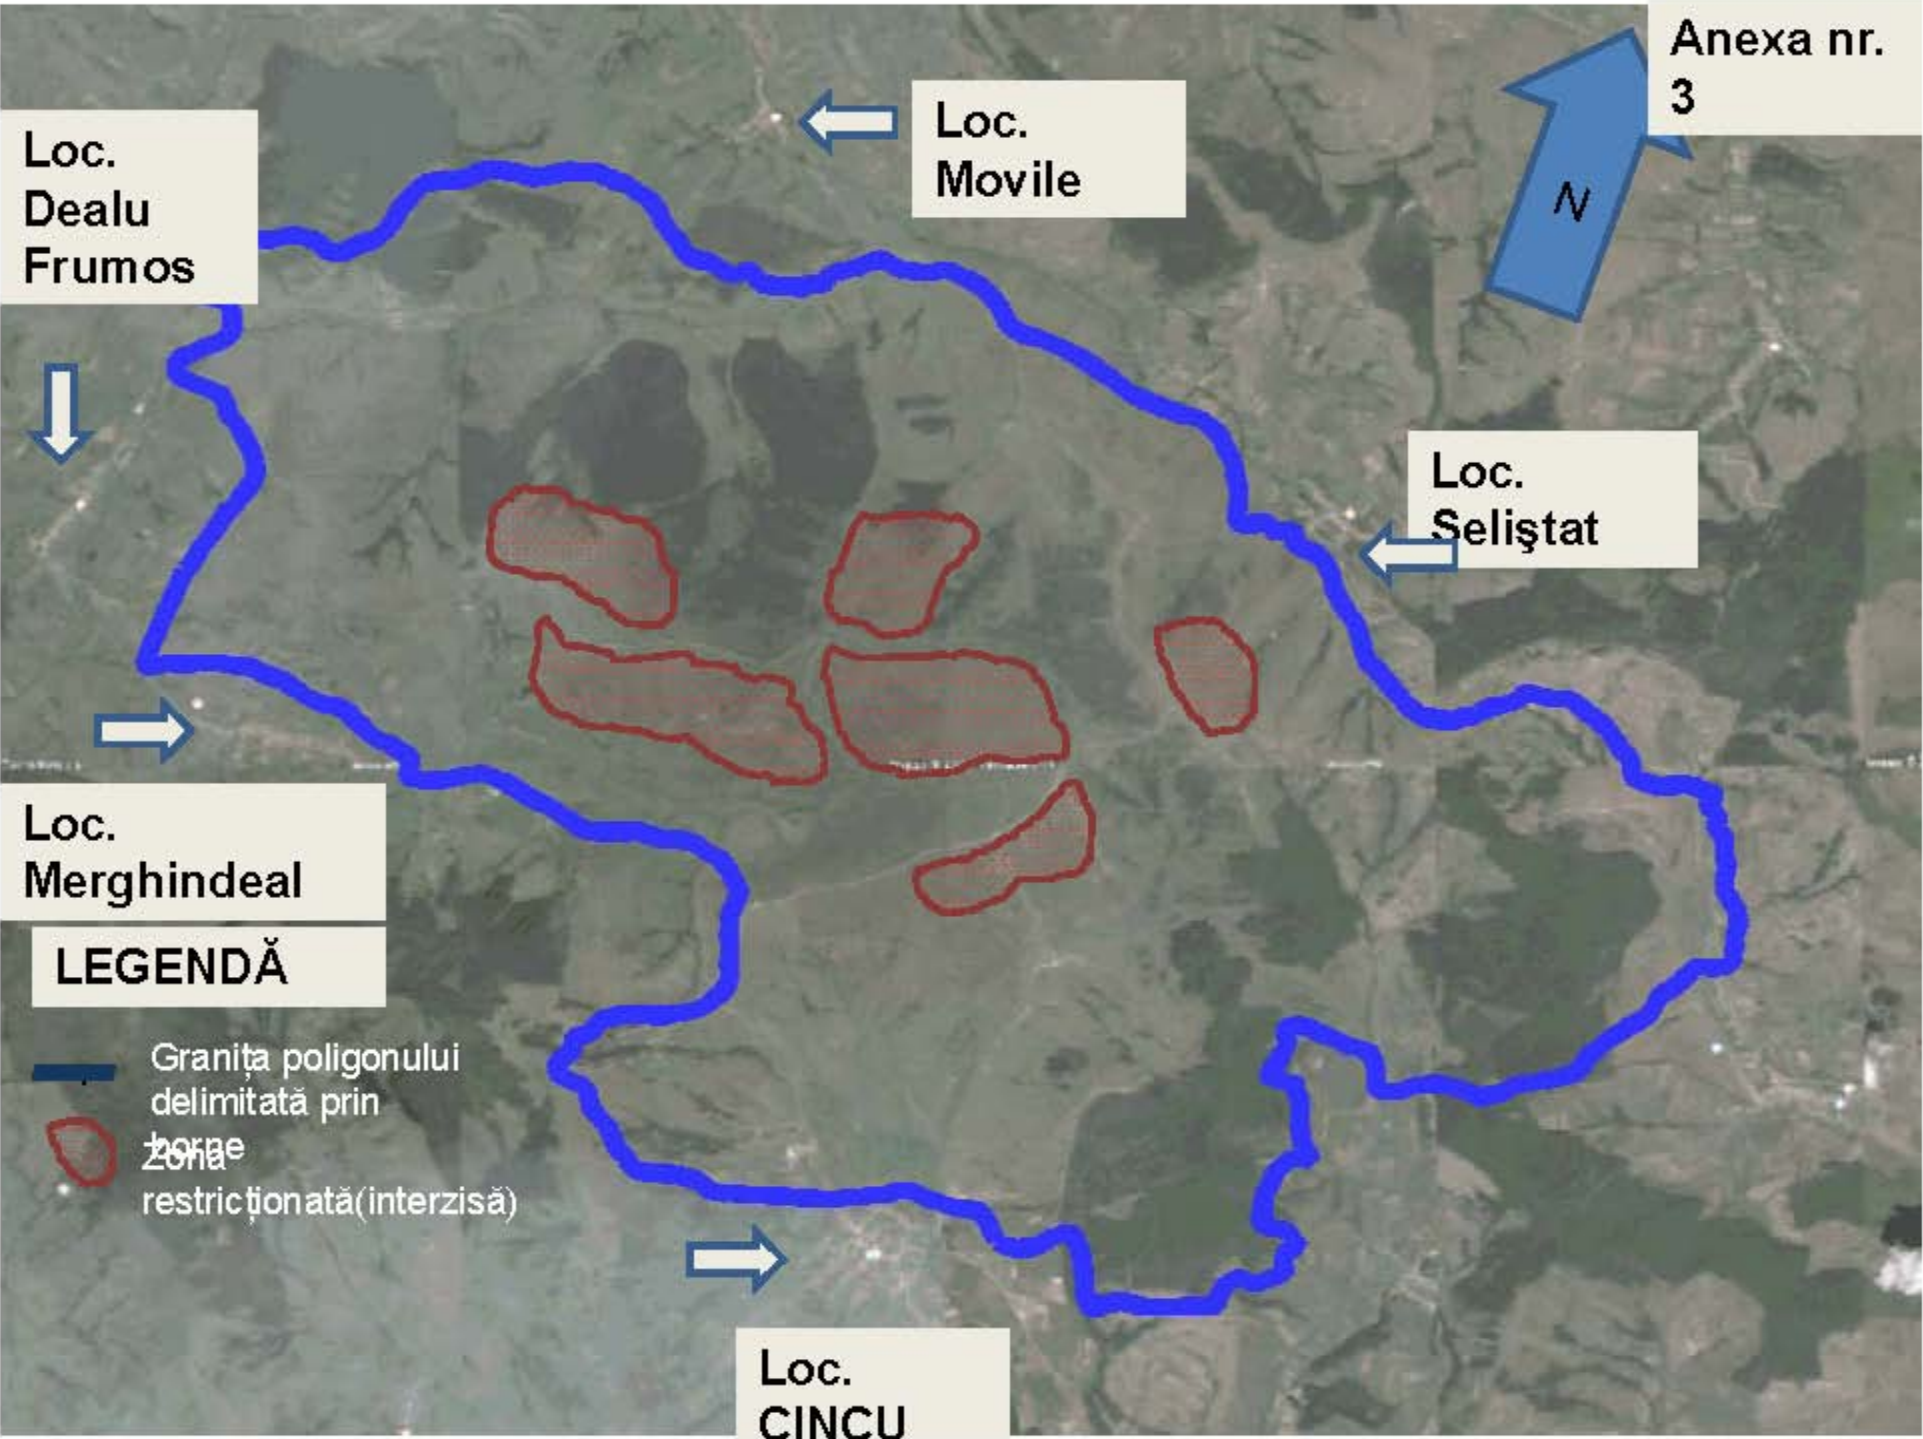 Anexa nr.
3
Loc.
Movile
Loc.
Dealu
Frumos
N
Loc.
Seliştat
Loc.
Merghindeal
LEGENDĂ
Granița poligonului
delimitată prin
borne
Zona
restricționată(interzisă)
Loc.
CINCU